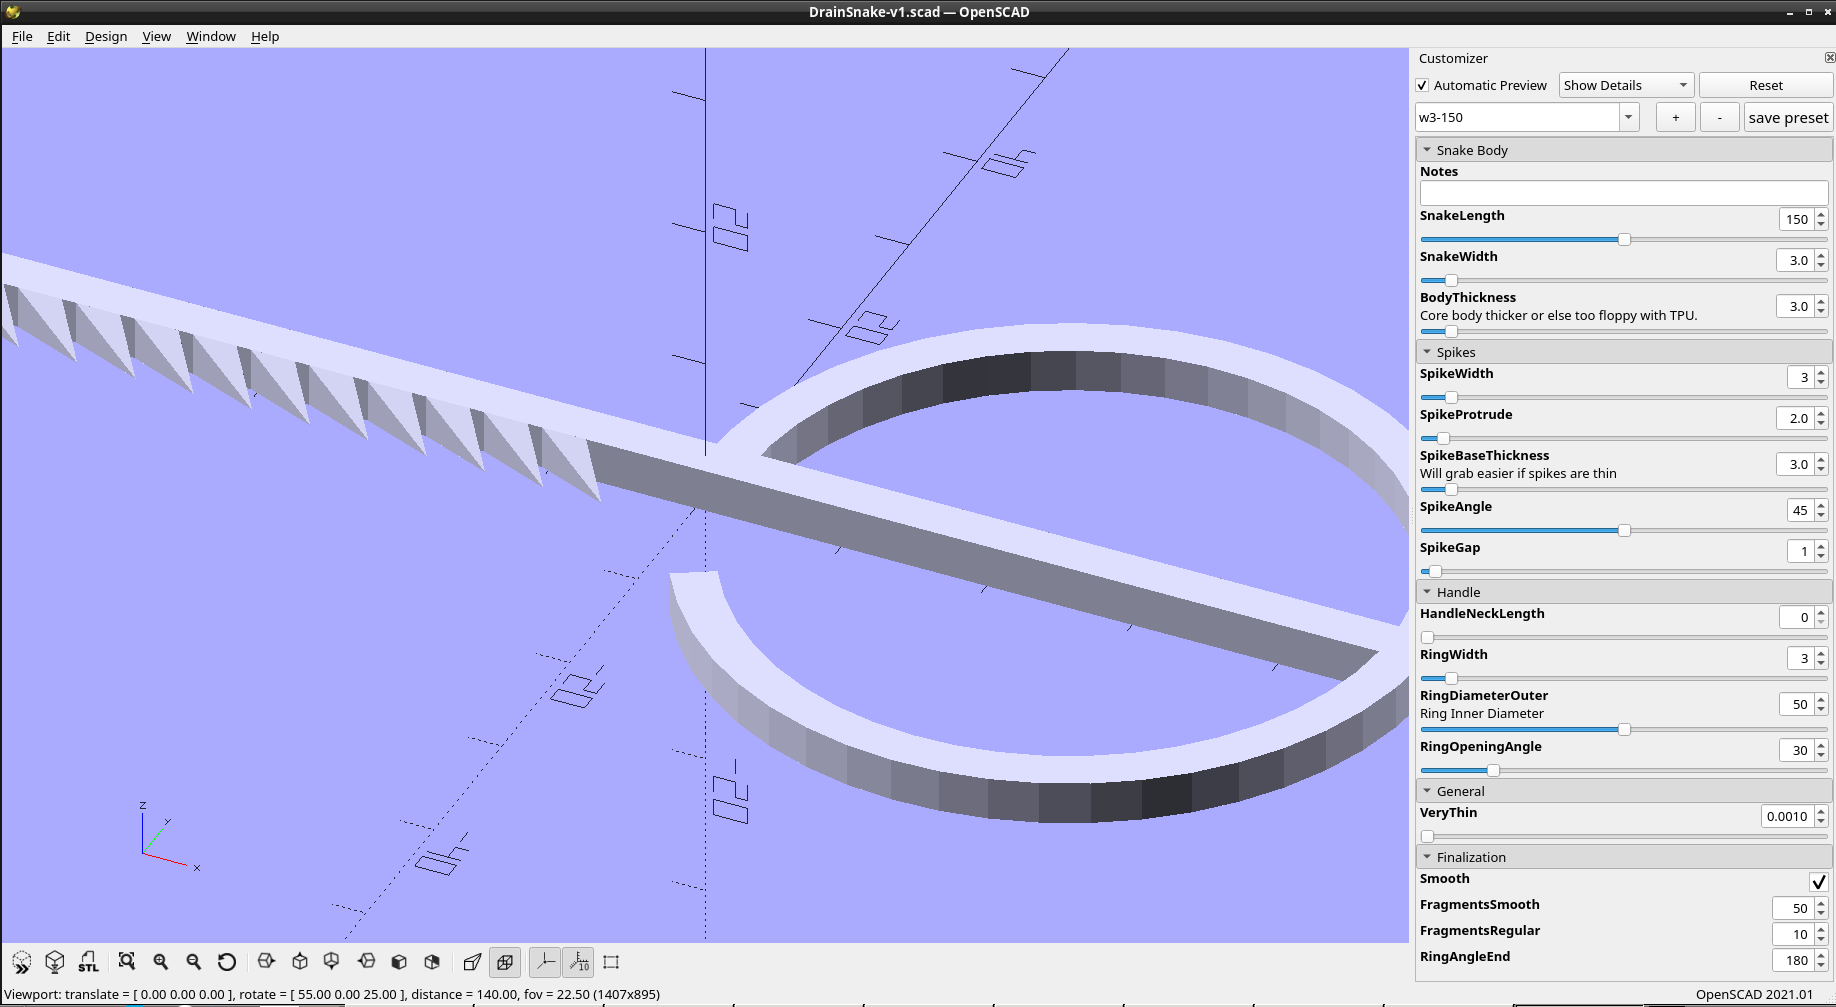 DrainSnake-v1.scad — OpenSCAD
File Edit Design View Window Help
Customizer
Automatic Preview Show Details Reset
w3-150 + - save preset
Snake Body
Notes
SnakeLength 150
SnakeWidth 3.0
BodyThickness 3.0
Core body thicker or else too floppy with TPU.
Spikes
SpikeWidth 3
SpikeProtrude 2.0
SpikeBaseThickness 3.0
Will grab easier if spikes are thin
SpikeAngle 45
SpikeGap 1
Handle
HandleNeckLength 0
RingWidth 3
RingDiameterOuter 50
Ring Inner Diameter
RingOpeningAngle 30
General
VeryThin 0.0010
Finalization
Smooth
FragmentsSmooth 50
FragmentsRegular 10
RingAngleEnd 180
z
y
x
STL
10
Viewport: translate = [ 0.00 0.00 0.00 ], rotate = [ 55.00 0.00 25.00 ], distance = 140.00, fov = 22.50 (1407x895)
OpenSCAD 2021.01